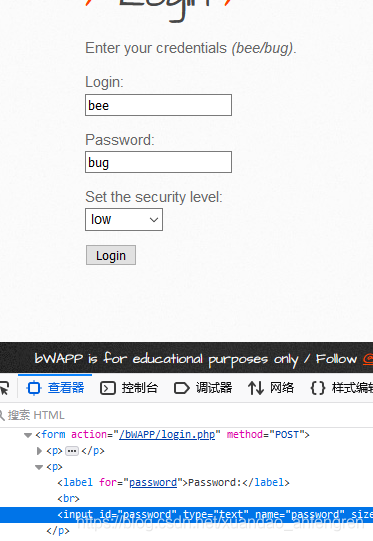 / Login /
Enter your credentials (bee/bug).
Login:
bee
Password:
bug
Set the security level:
low
Login
bWAPP is for educational purposes only / Follow
查看器 控制台 调试器 网络 样式编辑
搜索 HTML
<form action="/bWAPP/login.php" method="POST">
<p> </p>
<p>
<label for="password">Password:</label>
<br>
<input id="password" type="text" name="password" size
</p>
https://blog.csdn.net/xuandao_ahfengren